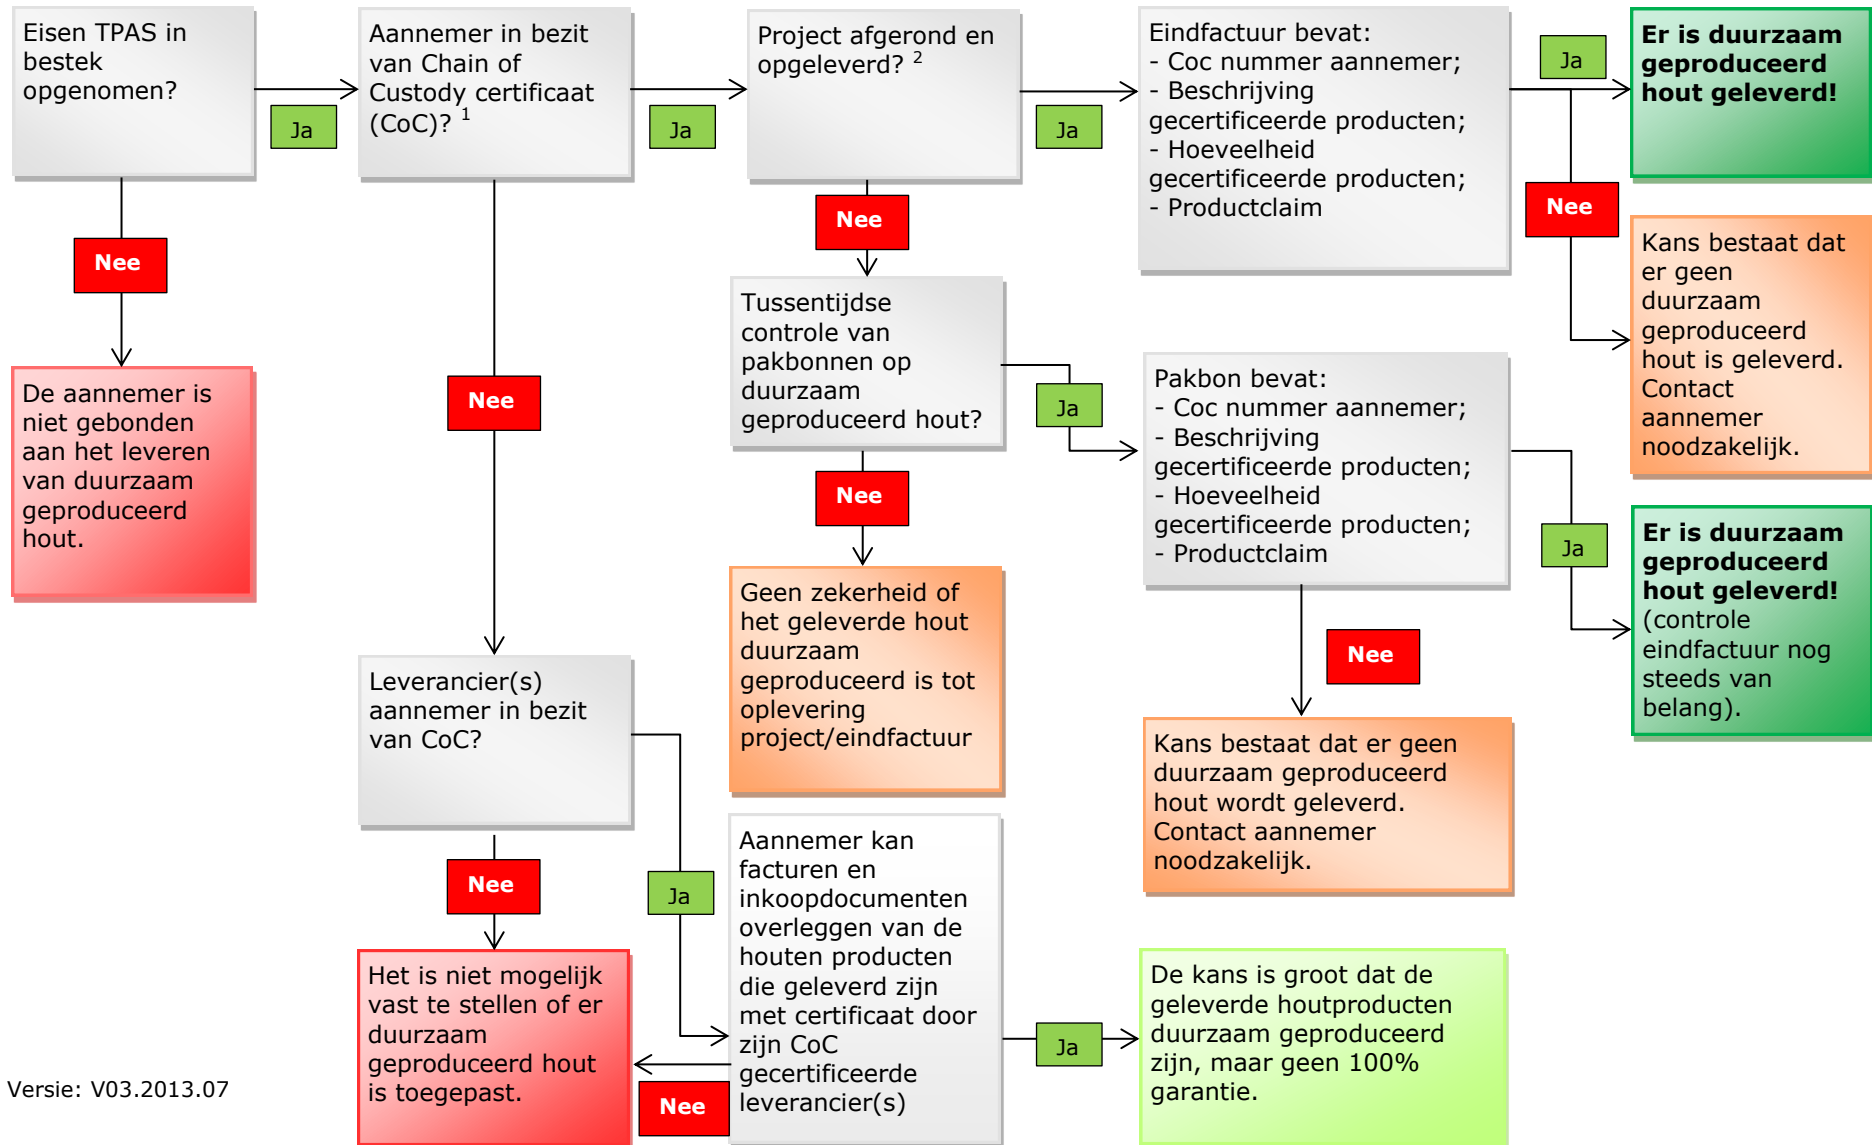 Eisen TPAS in
bestek
opgenomen?
Ja
Nee
De aannemer is
niet gebonden
aan het leveren
van duurzaam
geproduceerd
hout.
Aannemer in bezit
van Chain of
Custody certificaat
(CoC)? 1
Ja
Nee
Project afgerond en
opgeleverd? 2
Ja
Nee
Eindfactuur bevat:
- Coc nummer aannemer;
- Beschrijving
gecertificeerde producten;
- Hoeveelheid
gecertificeerde producten;
- Productclaim
Ja
Nee
Er is duurzaam
geproduceerd
hout geleverd!
Kans bestaat dat
er geen
duurzaam
geproduceerd
hout is geleverd.
Contact
aannemer
noodzakelijk.
Tussentijdse
controle van
pakbonnen op
duurzaam
geproduceerd hout?
Ja
Nee
Geen zekerheid of
het geleverde hout
duurzaam
geproduceerd is tot
oplevering
project/eindfactuur
Pakbon bevat:
- Coc nummer aannemer;
- Beschrijving
gecertificeerde producten;
- Hoeveelheid
gecertificeerde producten;
- Productclaim
Ja
Nee
Er is duurzaam
geproduceerd
hout geleverd!
(controle
eindfactuur nog
steeds van
belang).
Kans bestaat dat er geen
duurzaam geproduceerd
hout wordt geleverd.
Contact aannemer
noodzakelijk.
Leverancier(s)
aannemer in bezit
van CoC?
Nee
Ja
Het is niet mogelijk
vast te stellen of er
duurzaam
geproduceerd hout
is toegepast.
Aannemer kan
facturen en
inkoopdocumenten
overleggen van de
houten producten
die geleverd zijn
met certificaat door
zijn CoC
gecertificeerde
leverancier(s)
Nee
Ja
De kans is groot dat de
geleverde houtproducten
duurzaam geproduceerd
zijn, maar geen 100%
garantie.
Versie: V03.2013.07